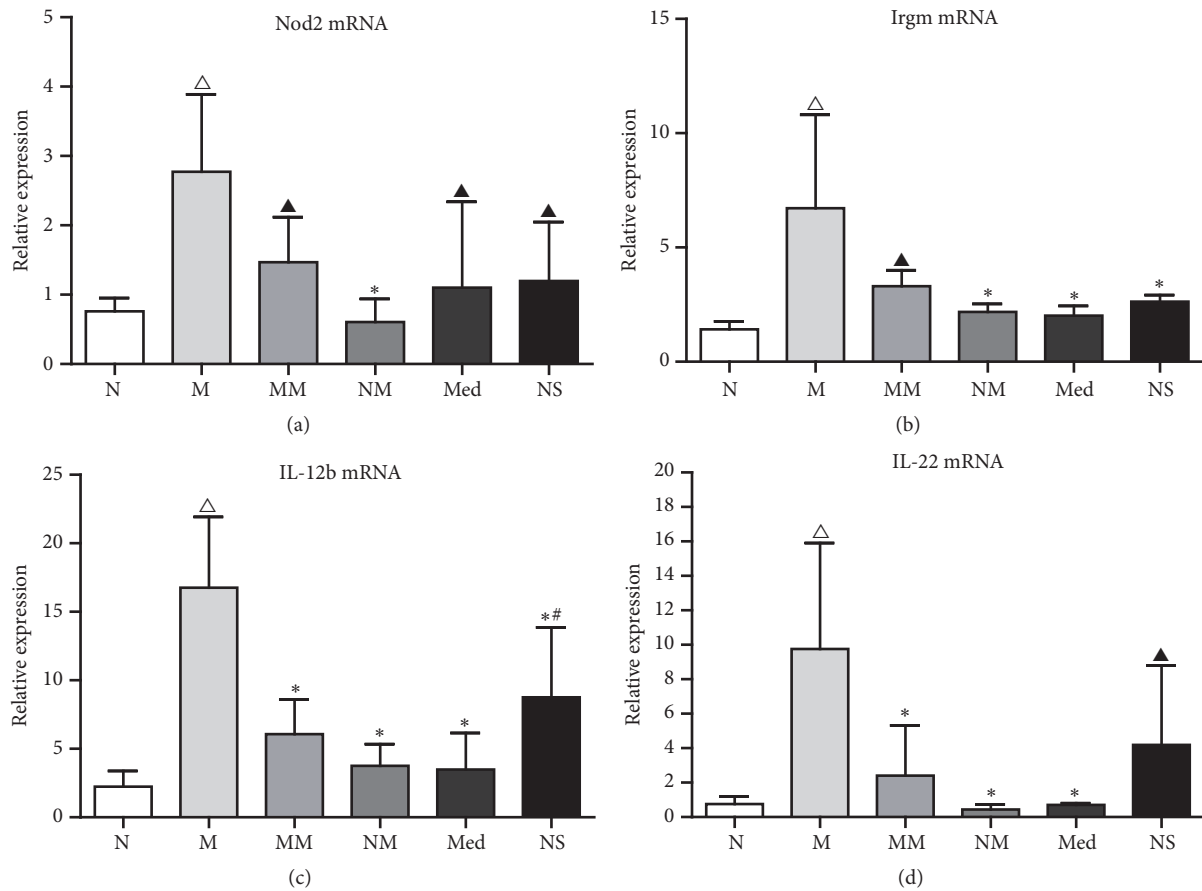 Nod2 mRNA
Relative expression
5
4
3
2
1
0
△
▲
*
▲
▲
N M MM NM Med NS
(a)
Irgm mRNA
Relative expression
15
10
5
0
△
▲
*
*
*
N M MM NM Med NS
(b)
IL-12b mRNA
Relative expression
25
20
15
10
5
0
△
*
*
*
*#
N M MM NM Med NS
(c)
IL-22 mRNA
Relative expression
20
18
16
14
12
10
8
6
4
2
0
△
*
*
*
▲
N M MM NM Med NS
(d)